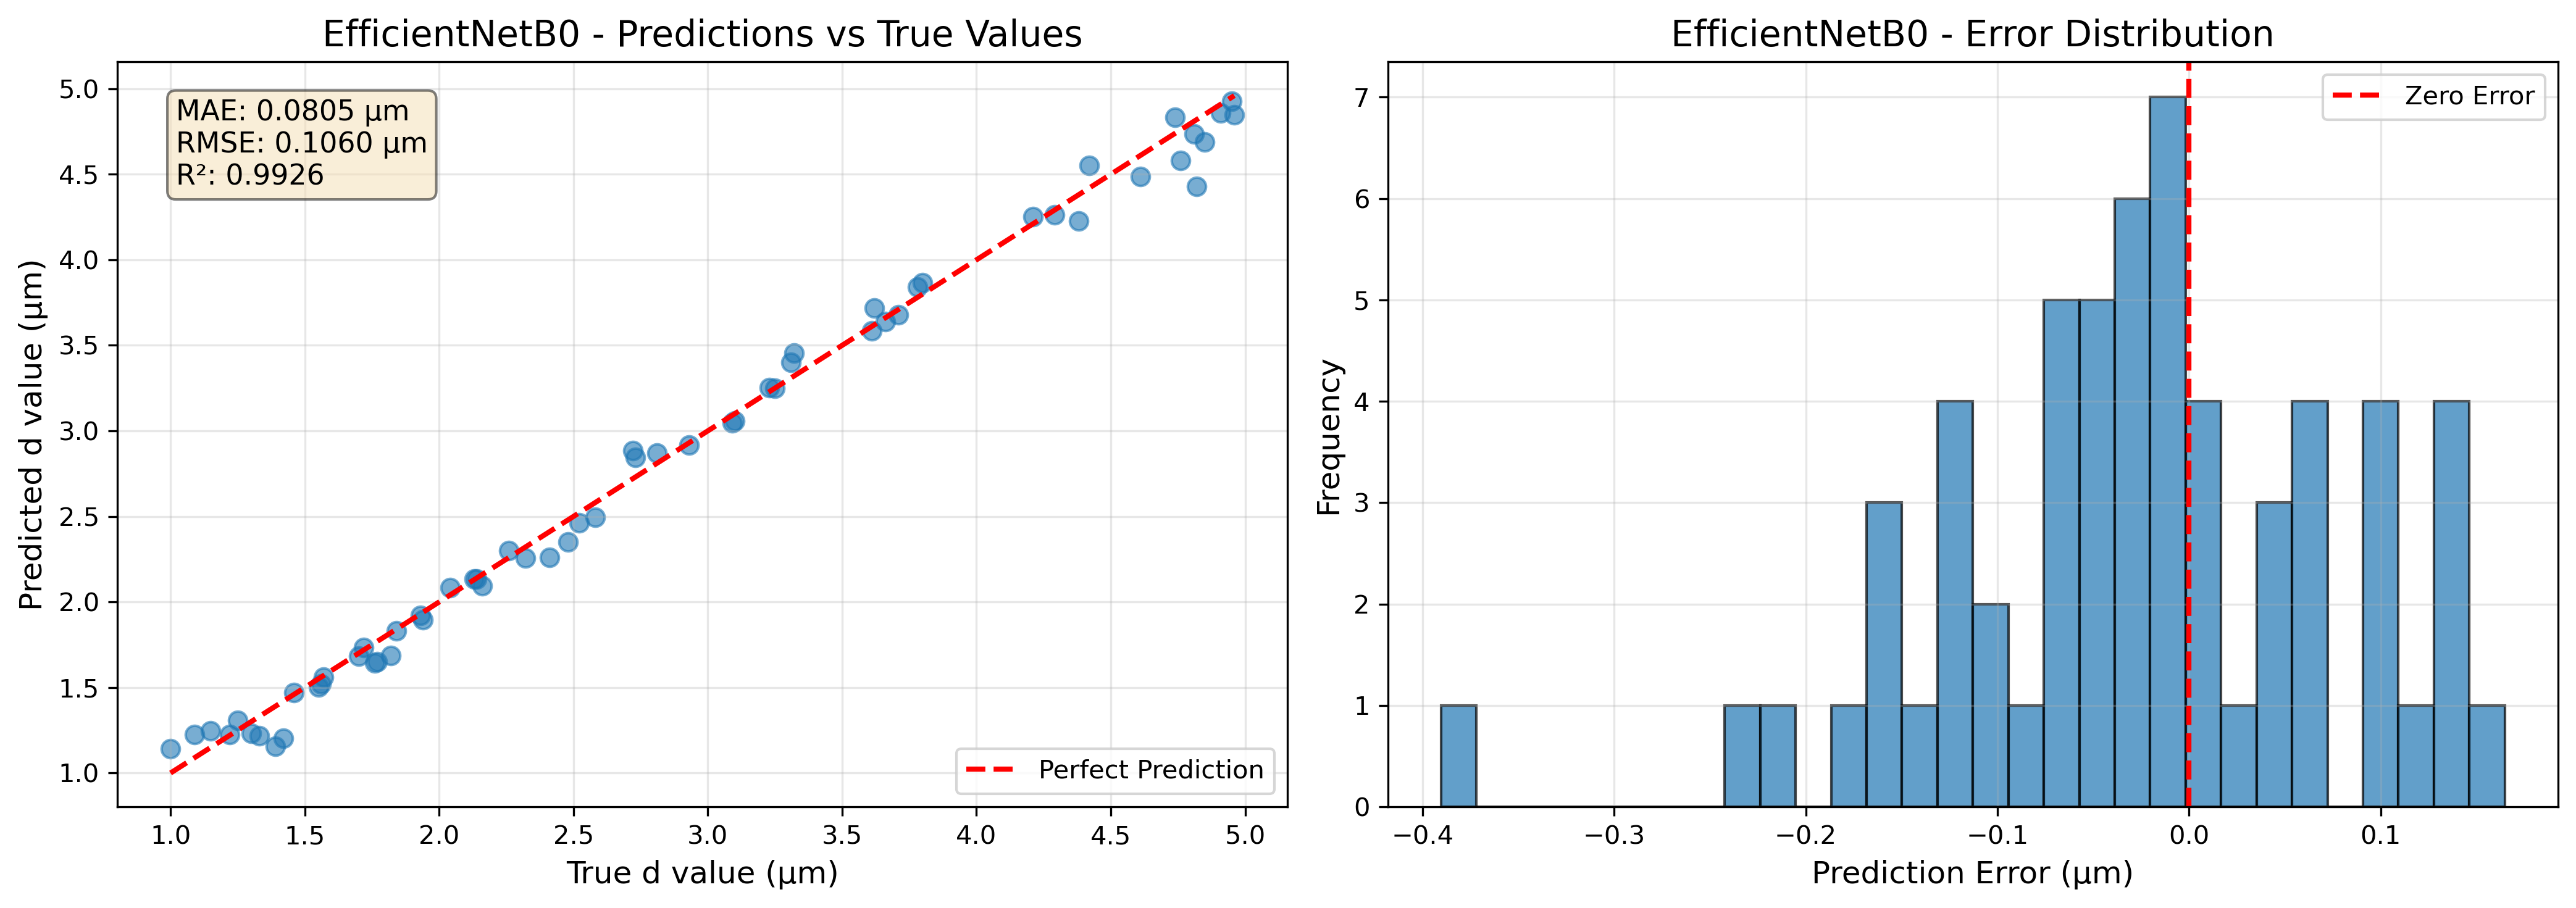 EfficientNetB0 - Predictions vs True Values
MAE: 0.0805 µm
RMSE: 0.1060 µm
R²: 0.9926
5.0
4.5
4.0
3.5
3.0
2.5
2.0
1.5
1.0
Predicted d value (µm)
Perfect Prediction
1.0 1.5 2.0 2.5 3.0 3.5 4.0 4.5 5.0
True d value (µm)
EfficientNetB0 - Error Distribution
Zero Error
7
6
5
4
3
2
1
0
Frequency
−0.4 −0.3 −0.2 −0.1 0.0 0.1
Prediction Error (µm)